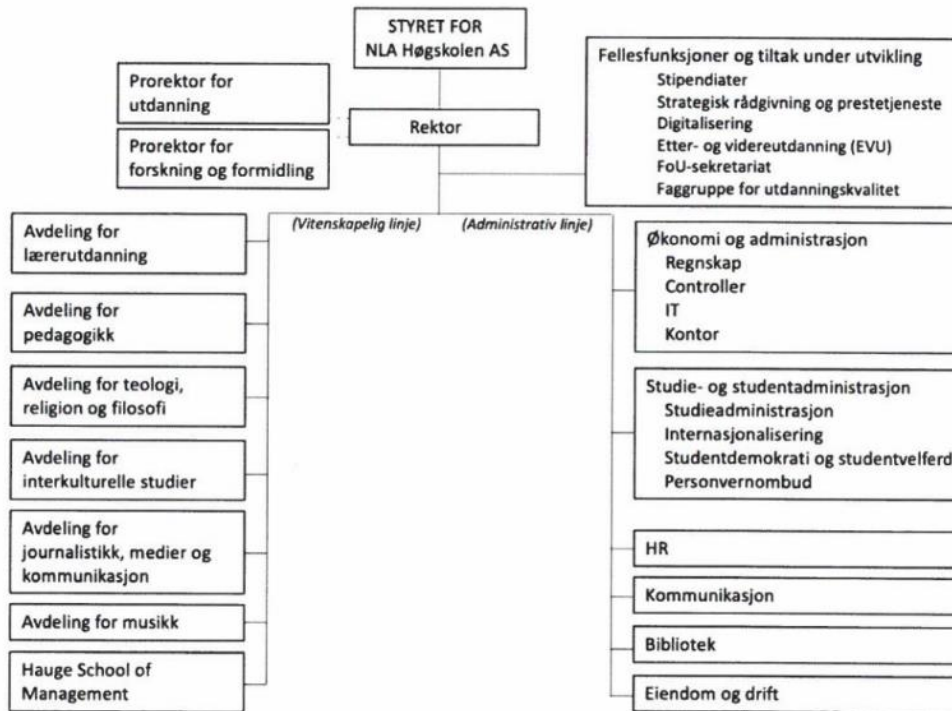 STYRET FOR
NLA Høgskolen AS
Prorektor for
utdanning
Prorektor for
forskning og formidling
Rektor
Fellesfunksjoner og tiltak under utvikling
Stipendiater
Strategisk rådgivning og prestetjeneste
Digitalisering
Etter- og videreutdanning (EVU)
FoU-sekretariat
Faggruppe for utdanningskvalitet
(Vitenskapelig linje)
(Administrativ linje)
Avdeling for
lærerutdanning
Avdeling for
pedagogikk
Avdeling for teologi,
religion og filosofi
Avdeling for
interkulturelle studier
Avdeling for
journalistikk, medier og
kommunikasjon
Avdeling for musikk
Hauge School of
Management
Økonomi og administrasjon
Regnskap
Controller
IT
Kontor
Studie- og studentadministrasjon
Studieadministrasjon
Internasjonalisering
Studentdemokrati og studentvelferd
Personvernombud
HR
Kommunikasjon
Bibliotek
Eiendom og drift